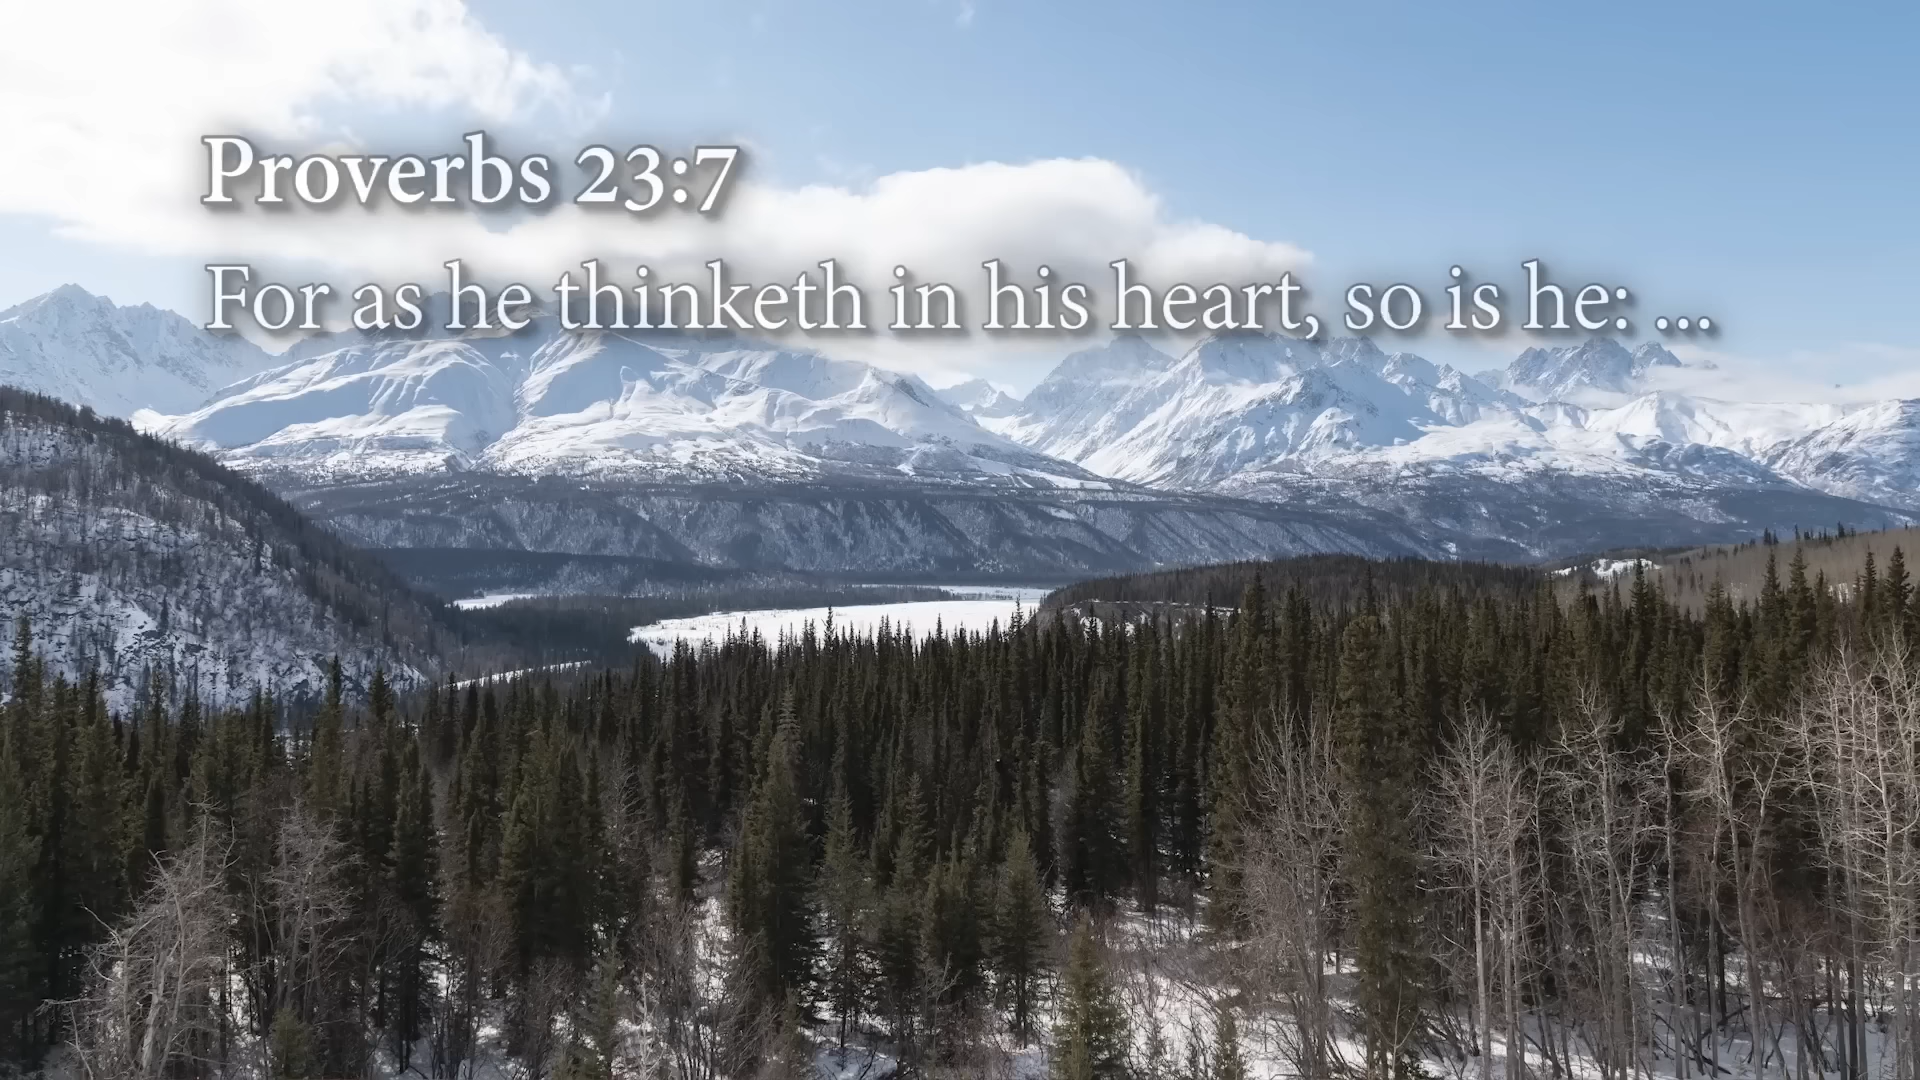 Proverbs 23:7
For as he thinketh in his heart, so is he: ...